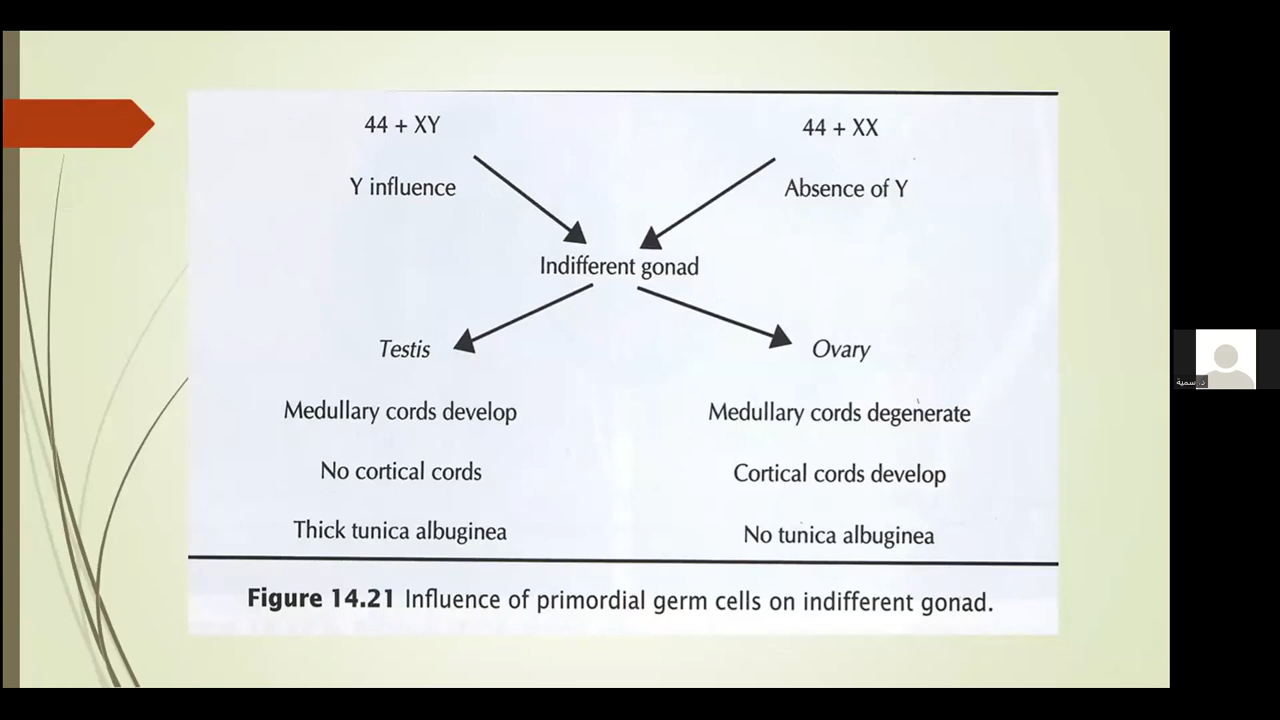 44 + XY
44 + XX
Y influence
Absence of Y
Indifferent gonad
Testis
Ovary
Medullary cords develop
Medullary cords degenerate
No cortical cords
Cortical cords develop
Thick tunica albuginea
No tunica albuginea
Figure 14.21 Influence of primordial germ cells on indifferent gonad.
ذ. سمية